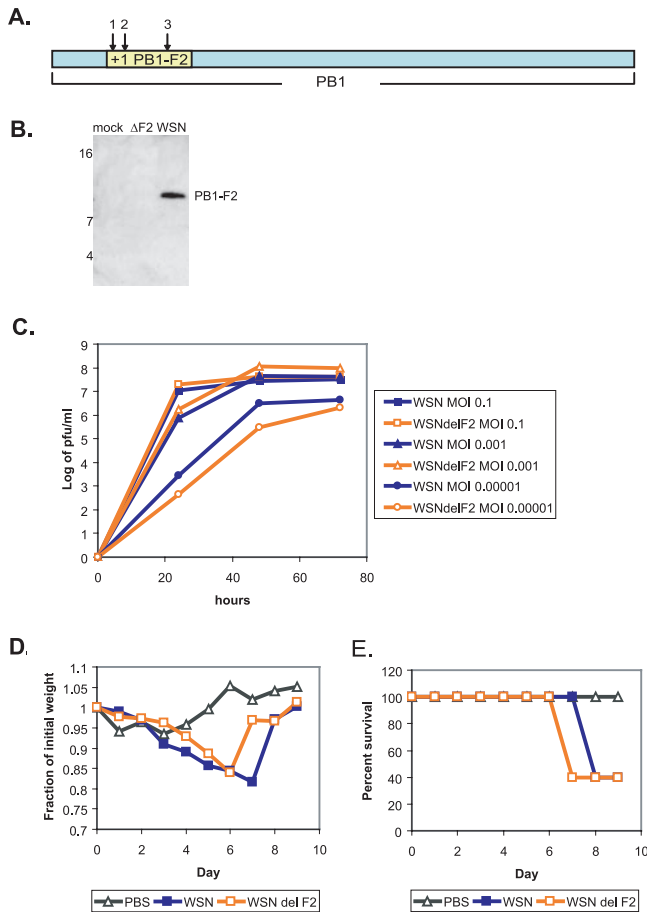 A.
1 2 3
+1 PB1-F2
PB1
B.
mock ΔF2 WSN
16
PB1-F2
7
4
C.
9
8
7
6
5
4
3
2
1
0
Log of pfu/ml
0 20 40 60 80
hours
WSN MOI 0.1
WSNdelF2 MOI 0.1
WSN MOI 0.001
WSNdelF2 MOI 0.001
WSN MOI 0.00001
WSNdelF2 MOI 0.00001
D.
1.1
1.05
1
0.95
0.9
0.85
0.8
0.75
0.7
Fraction of initial weight
0 2 4 6 8 10
Day
PBS WSN WSN del F2
E.
120
100
80
60
40
20
0
Percent survival
0 2 4 6 8 10
Day
PBS WSN WSN del F2